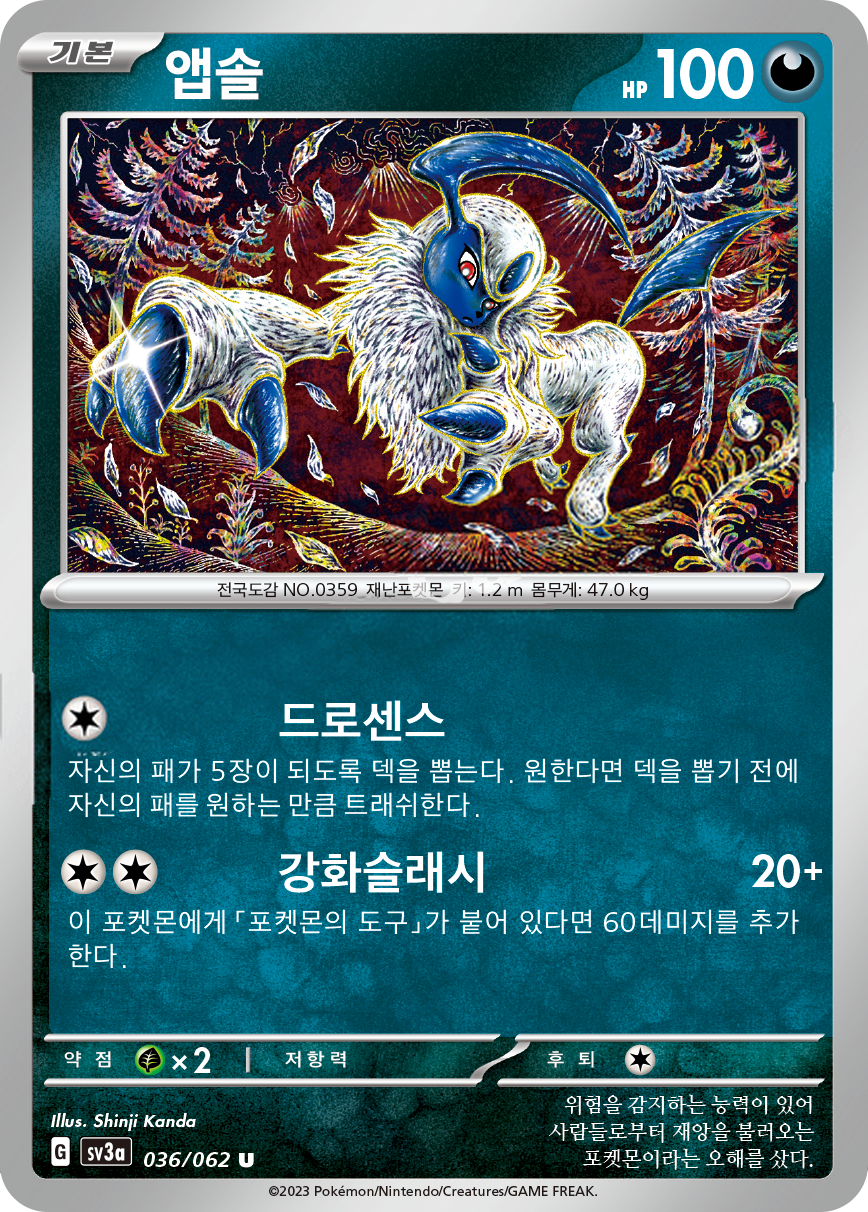 기본 앱솔 HP 100
전국도감 NO.0359 재난포켓몬 키: 1.2 m 몸무게: 47.0 kg
드로센스
자신의 패가 5장이 되도록 덱을 뽑는다. 원한다면 덱을 뽑기 전에
자신의 패를 원하는 만큼 트래쉬한다.
강화슬래시 20+
이 포켓몬에게 「포켓몬의 도구」가 붙어 있다면 60데미지를 추가
한다.
약점 ×2 저항력 후퇴
위험을 감지하는 능력이 있어
사람들로부터 재앙을 불러오는
포켓몬이라는 오해를 샀다.
Illus. Shinji Kanda
G sv3a 036/062 U
©2023 Pokémon/Nintendo/Creatures/GAME FREAK.